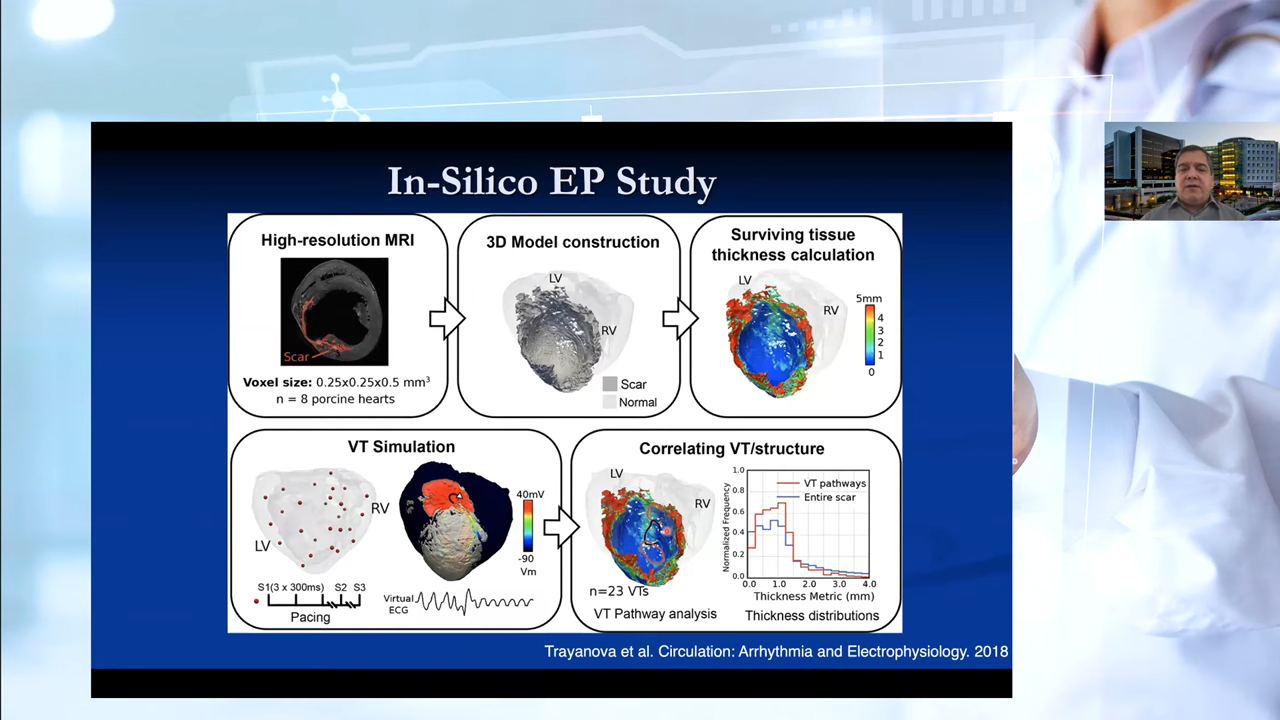 In-Silico EP Study
High-resolution MRI
Scar
Voxel size: 0.25x0.25x0.5 mm³
n = 8 porcine hearts
3D Model construction
LV
RV
Scar
Normal
Surviving tissue
thickness calculation
LV
RV
5mm
4
3
2
1
0
VT Simulation
RV
LV
S1(3 x 300ms) S2 S3
Pacing
40mV
-90
Vm
Virtual
ECG
Correlating VT/structure
LV
RV
n=23 VTs
VT Pathway analysis
Normalized Frequency
1.0
0.8
0.6
0.4
0.2
0.0
VT pathways
Entire scar
0.0 1.0 2.0 3.0 4.0
Thickness Metric (mm)
Thickness distributions
Trayanova et al. Circulation: Arrhythmia and Electrophysiology. 2018